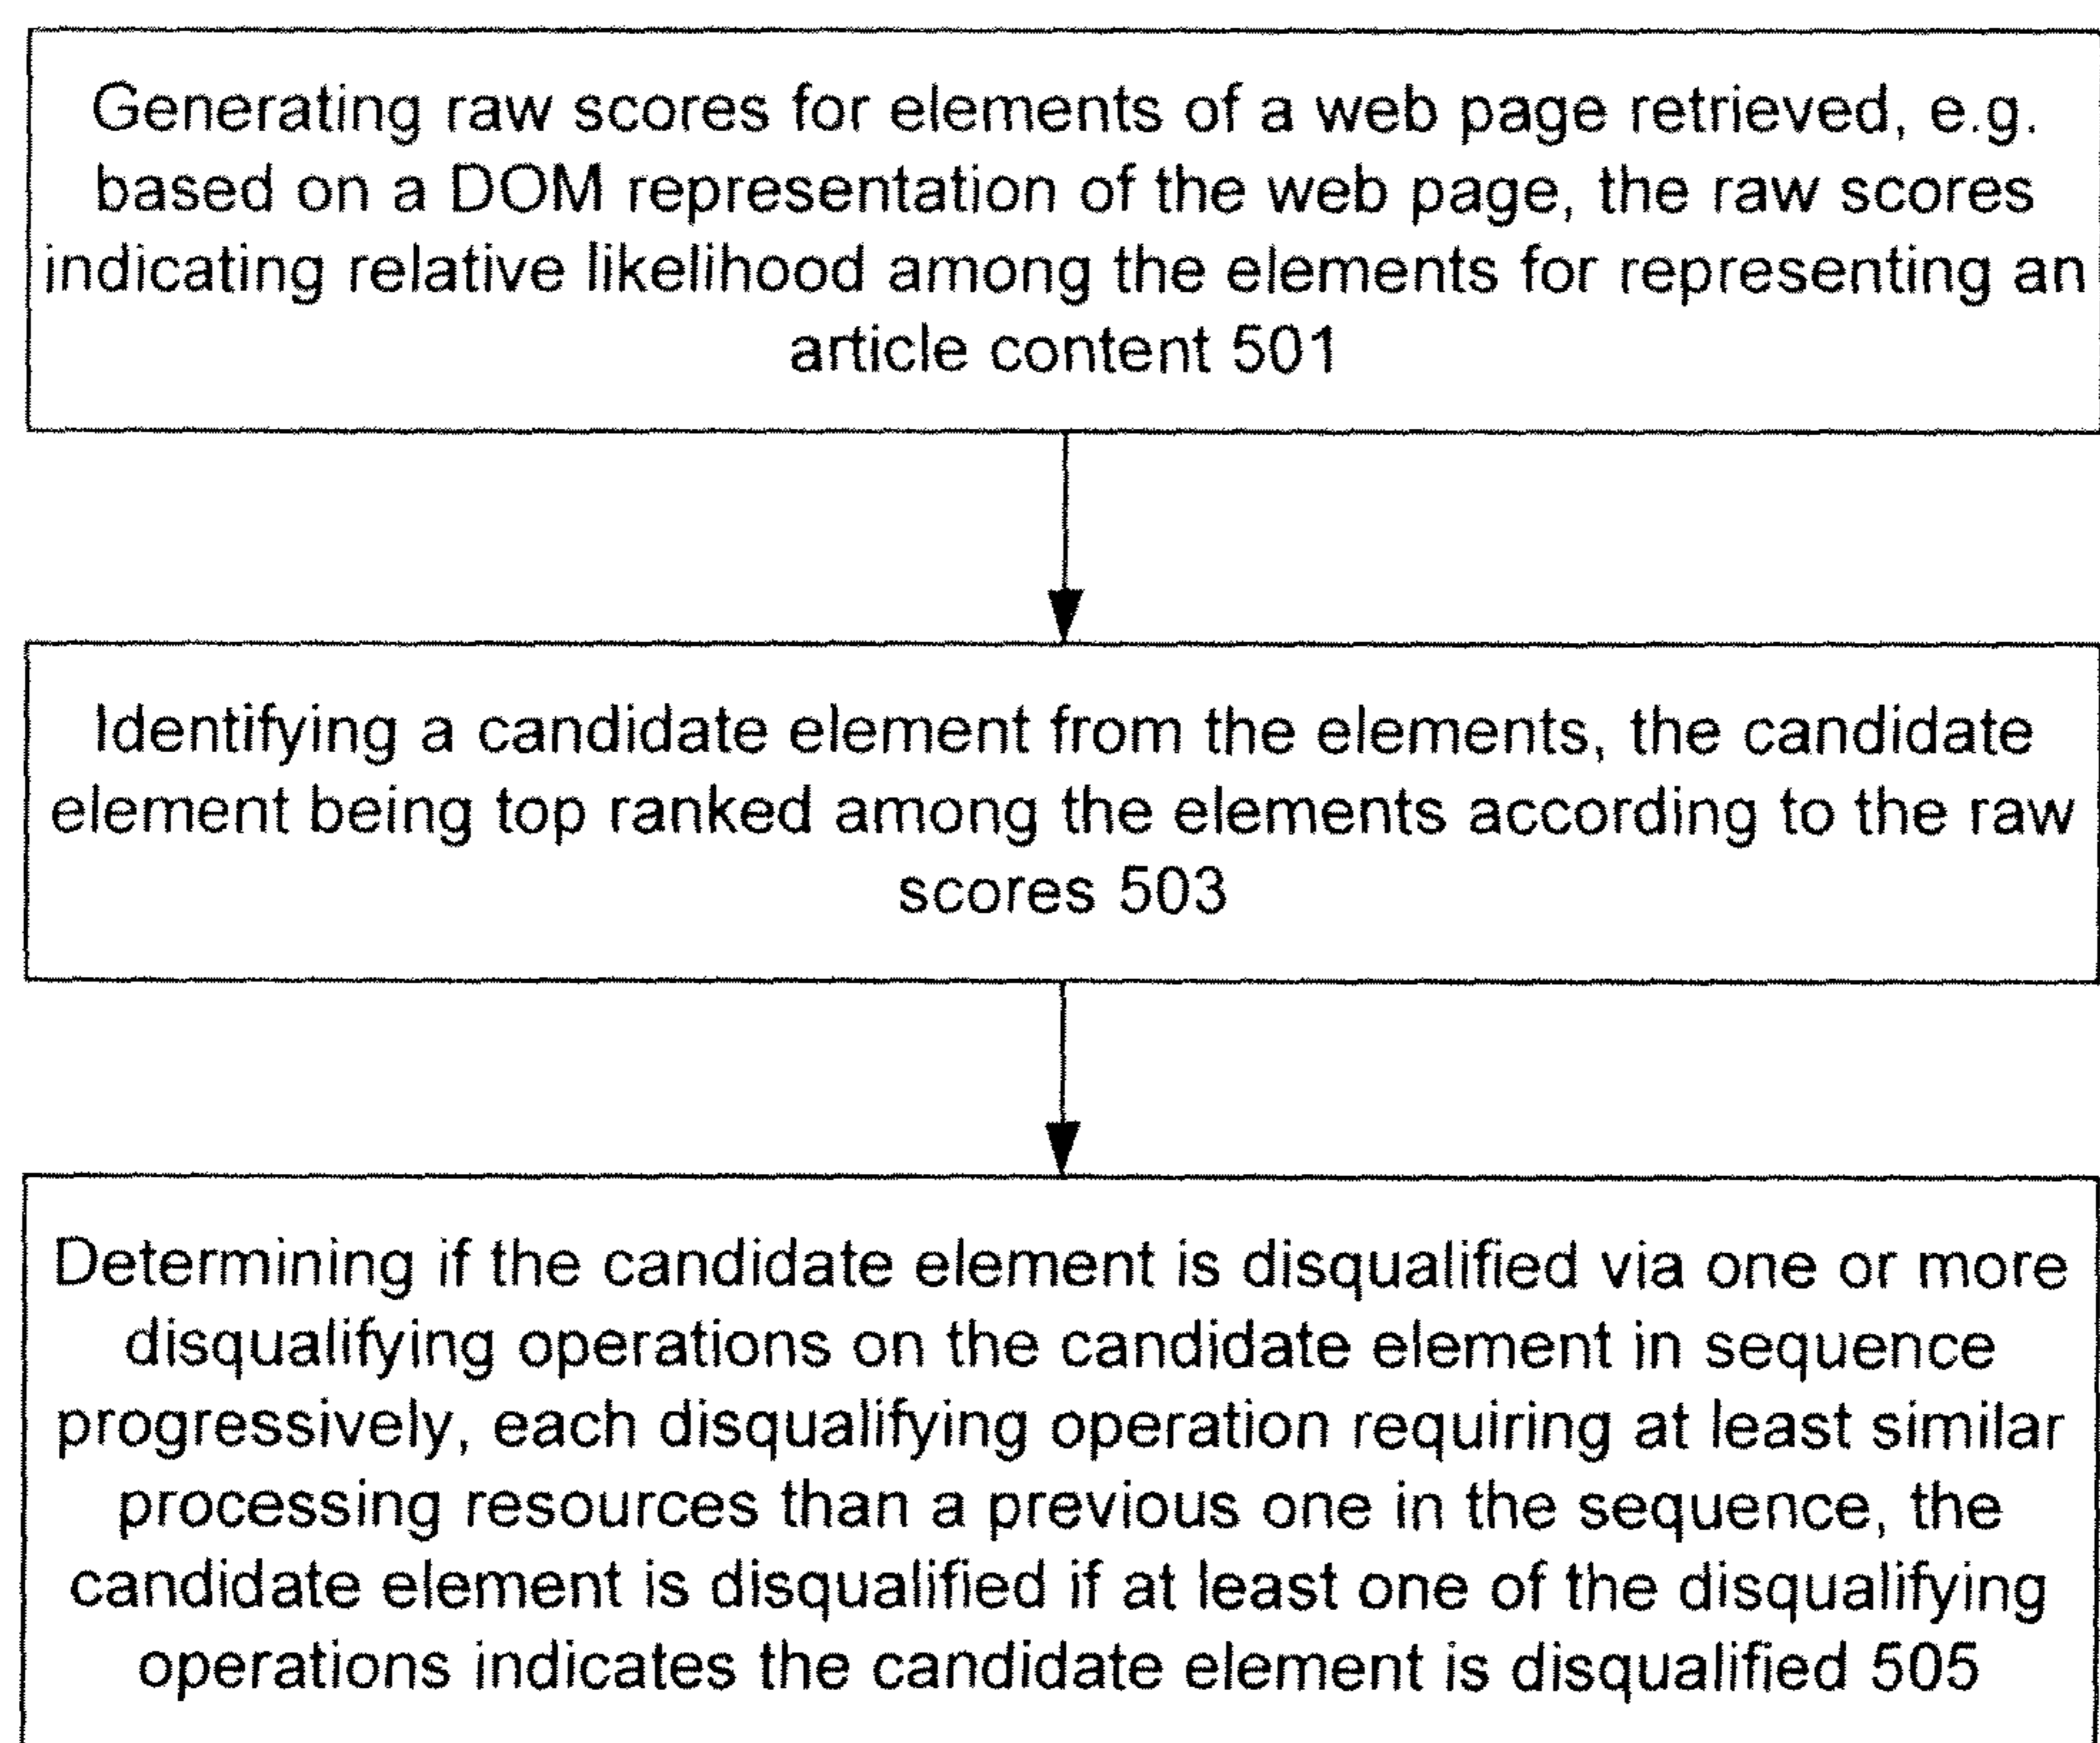 Generating raw scores for elements of a web page retrieved, e.g.
based on a DOM representation of the web page, the raw scores
indicating relative likelihood among the elements for representing an
article content 501
Identifying a candidate element from the elements, the candidate
element being top ranked among the elements according to the raw
scores 503
Determining if the candidate element is disqualified via one or more
disqualifying operations on the candidate element in sequence
progressively, each disqualifying operation requiring at least similar
processing resources than a previous one in the sequence, the
candidate element is disqualified if at least one of the disqualifying
operations indicates the candidate element is disqualified 505